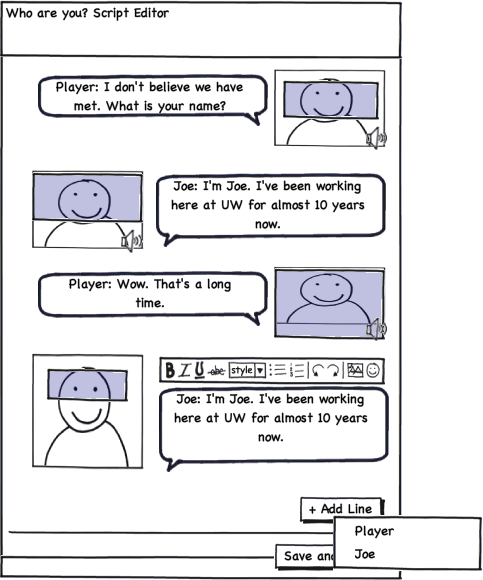 Who are you? Script Editor
Player: I don't believe we have
met. What is your name?
Joe: I'm Joe. I've been working
here at UW for almost 10 years
now.
Player: Wow. That's a long
time.
B I U abc style
Joe: I'm Joe. I've been working
here at UW for almost 10 years
now.
+ Add Line
Player
Save an
Joe